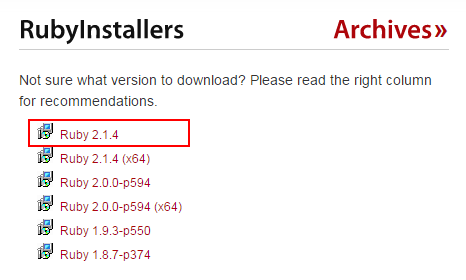 RubyInstallers Archives»
Not sure what version to download? Please read the right column
for recommendations.
Ruby 2.1.4
Ruby 2.1.4 (x64)
Ruby 2.0.0-p594
Ruby 2.0.0-p594 (x64)
Ruby 1.9.3-p550
Ruby 1.8.7-p374